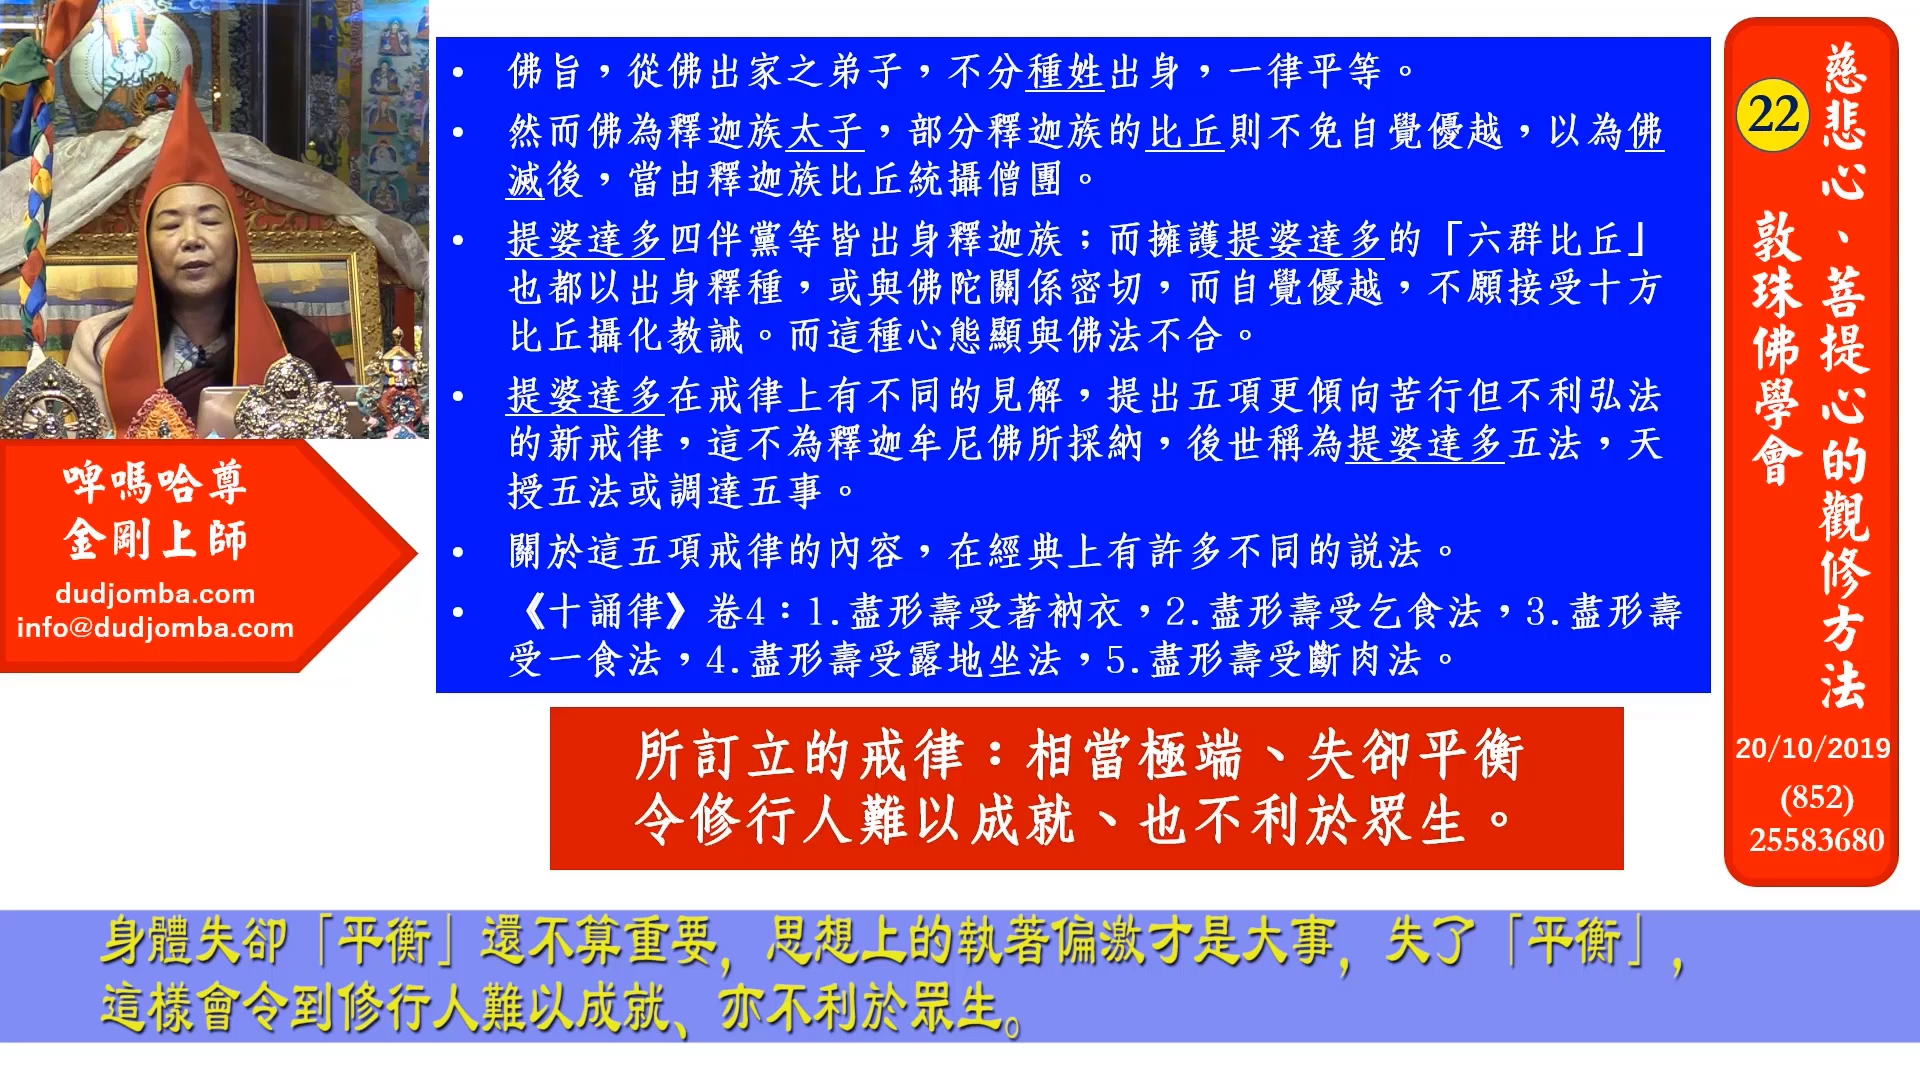 • 佛旨，從佛出家之弟子，不分種姓出身，一律平等。
• 然而佛為釋迦族太子，部分釋迦族的比丘則不免自覺優越，以為佛
滅後，當由釋迦族比丘統攝僧團。
• 提婆達多四伴黨等皆出身釋迦族；而擁護提婆達多的「六群比丘」
也都以出身釋種，或與佛陀關係密切，而自覺優越，不願接受十方
比丘攝化教誡。而這種心態顯與佛法不合。
• 提婆達多在戒律上有不同的見解，提出五項更傾向苦行但不利弘法
的新戒律，這不為釋迦牟尼佛所採納，後世稱為提婆達多五法，天
授五法或調達五事。
• 關於這五項戒律的內容，在經典上有許多不同的説法。
• 《十誦律》卷4：1.盡形壽受著衲衣，2.盡形壽受乞食法，3.盡形壽
受一食法，4.盡形壽受露地坐法，5.盡形壽受斷肉法。
所訂立的戒律：相當極端、失卻平衡
令修行人難以成就、也不利於眾生。
啤嗎哈尊
金剛上師
dudjomba.com
info@dudjomba.com
慈悲心、菩提心的觀修方法
22
敦珠佛學會
20/10/2019
(852)
25583680
身體失卻「平衡」還不算重要，思想上的執著偏激才是大事，失了「平衡」，
這樣會令到修行人難以成就、亦不利於眾生。